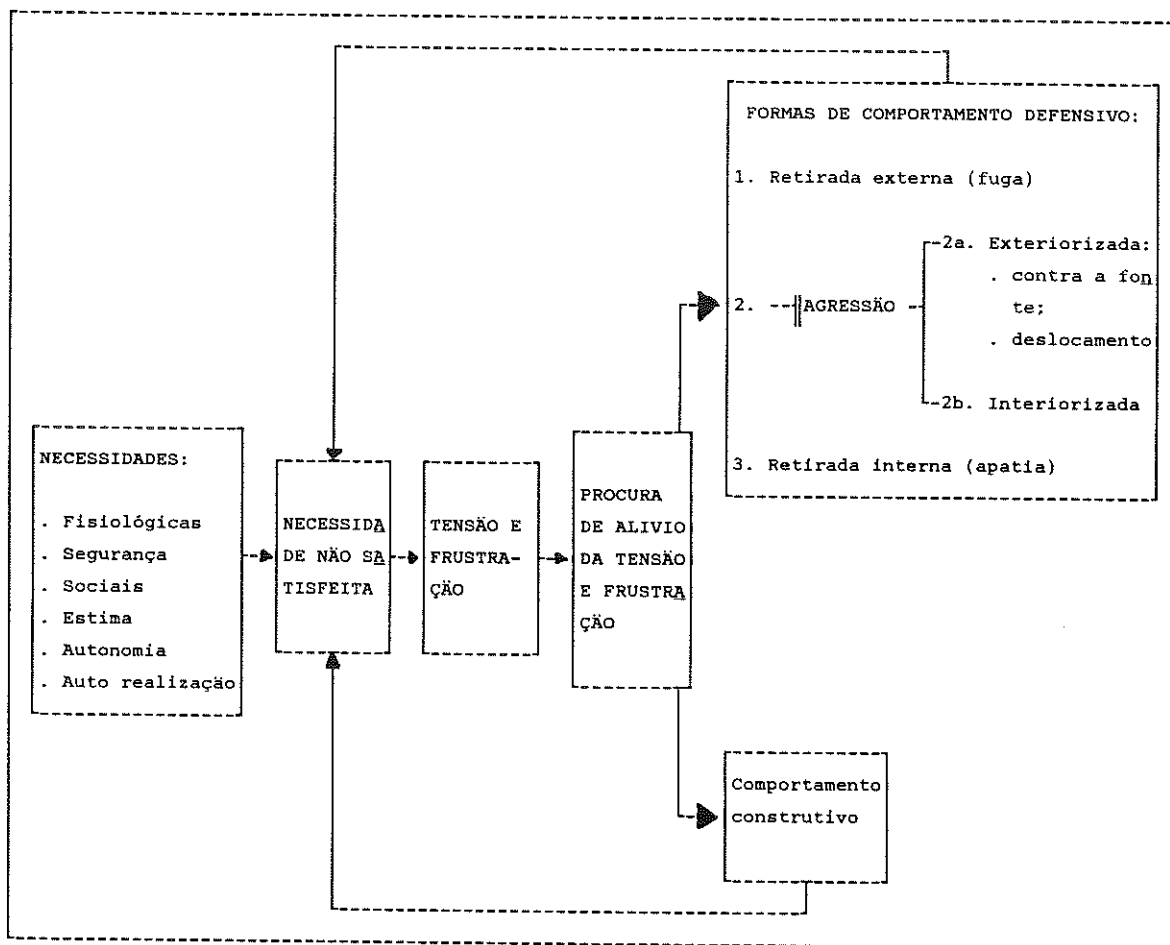 FORMAS DE COMPORTAMENTO DEFENSIVO:
1. Retirada externa (fuga)
2a. Exteriorizada:
. contra a fon
2. AGRESSÃO
te;
. deslocamento
2b. Interiorizada
3. Retirada interna (apatia)
NECESSIDADES:
. Fisiológicas
. Segurança
. Sociais
. Estima
. Autonomia
. Auto realização
NECESSIDA
DE NÃO SA
TISFEITA
TENSÃO E
FRUSTRA-
ÇÃO
PROCURA
DE ALIVIO
DA TENSÃO
E FRUSTRA
ÇÃO
Comportamento
construtivo